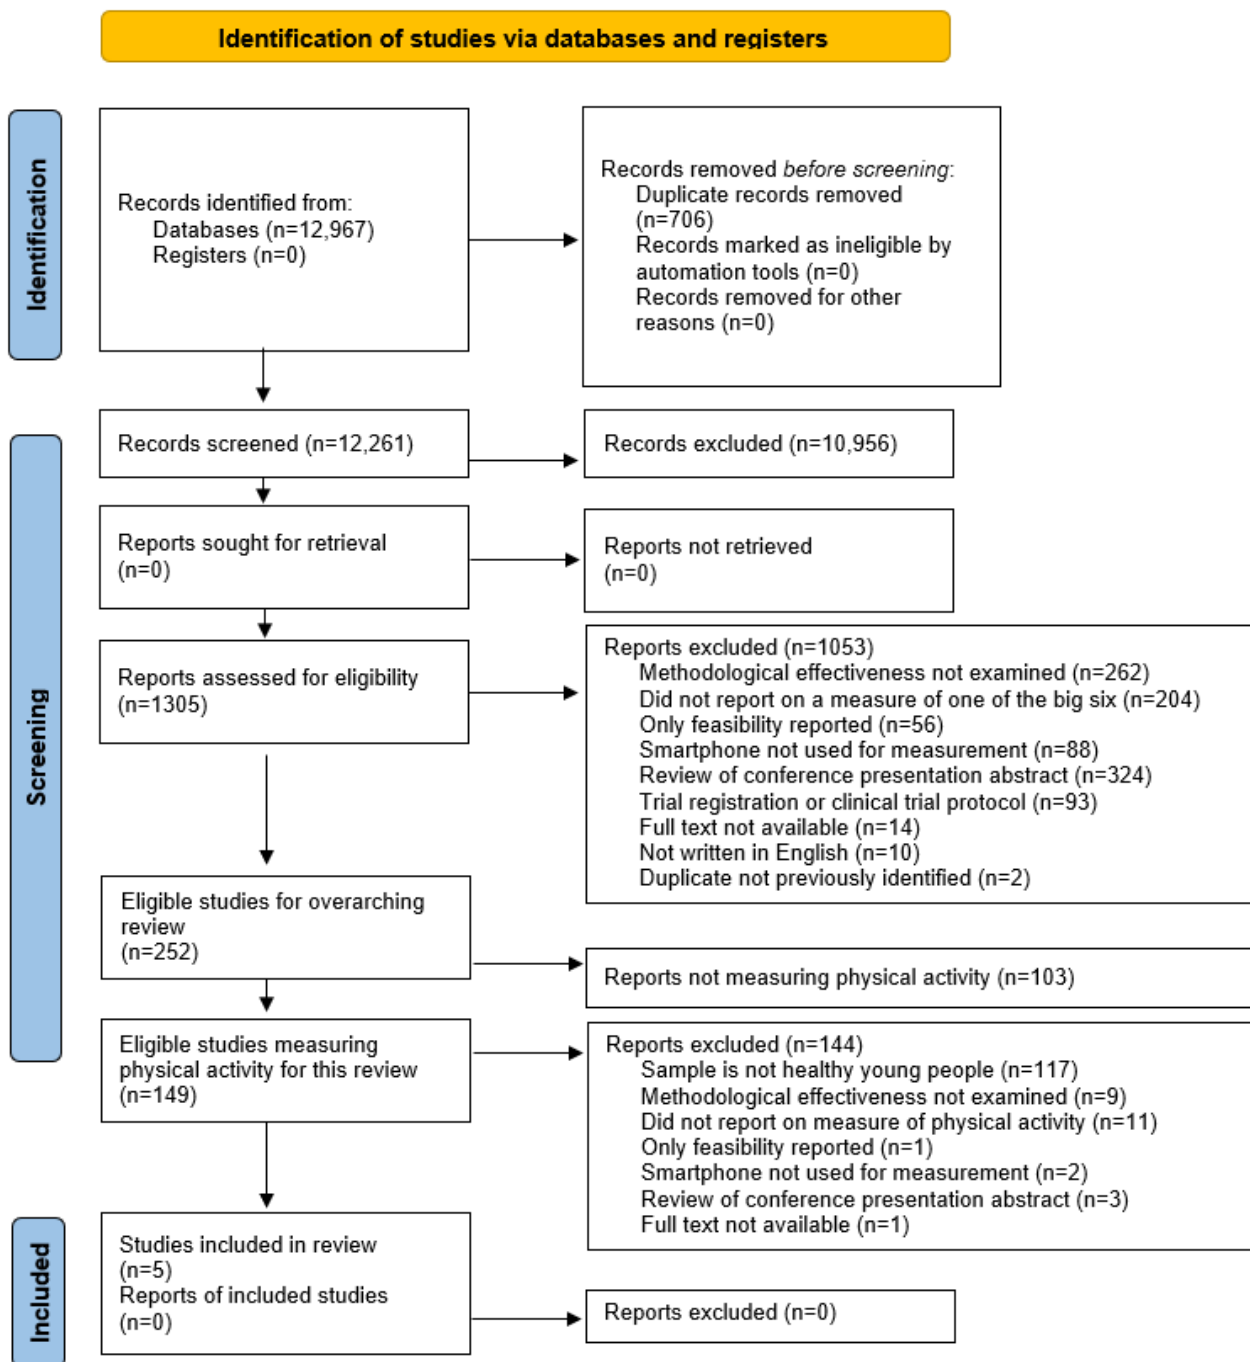 Identification of studies via databases and registers
Identification
Records identified from:
Databases (n=12,967)
Registers (n=0)
Records removed before screening:
Duplicate records removed
(n=706)
Records marked as ineligible by
automation tools (n=0)
Records removed for other
reasons (n=0)
Screening
Records screened (n=12,261)
Records excluded (n=10,956)
Reports sought for retrieval
(n=0)
Reports not retrieved
(n=0)
Reports assessed for eligibility
(n=1305)
Reports excluded (n=1053)
Methodological effectiveness not examined (n=262)
Did not report on a measure of one of the big six (n=204)
Only feasibility reported (n=56)
Smartphone not used for measurement (n=88)
Review of conference presentation abstract (n=324)
Trial registration or clinical trial protocol (n=93)
Full text not available (n=14)
Not written in English (n=10)
Duplicate not previously identified (n=2)
Eligible studies for overarching
review
(n=252)
Reports not measuring physical activity (n=103)
Eligible studies measuring
physical activity for this review
(n=149)
Reports excluded (n=144)
Sample is not healthy young people (n=117)
Methodological effectiveness not examined (n=9)
Did not report on measure of physical activity (n=11)
Only feasibility reported (n=1)
Smartphone not used for measurement (n=2)
Review of conference presentation abstract (n=3)
Full text not available (n=1)
Included
Studies included in review
(n=5)
Reports of included studies
(n=0)
Reports excluded (n=0)